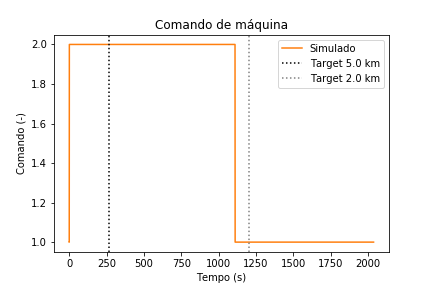 Comando de máquina
Simulado
Target 5.0 km
Target 2.0 km
2.0
1.8
1.6
1.4
1.2
1.0
Comando (-)
0
250
500
750
1000
1250
1500
1750
2000
Tempo (s)